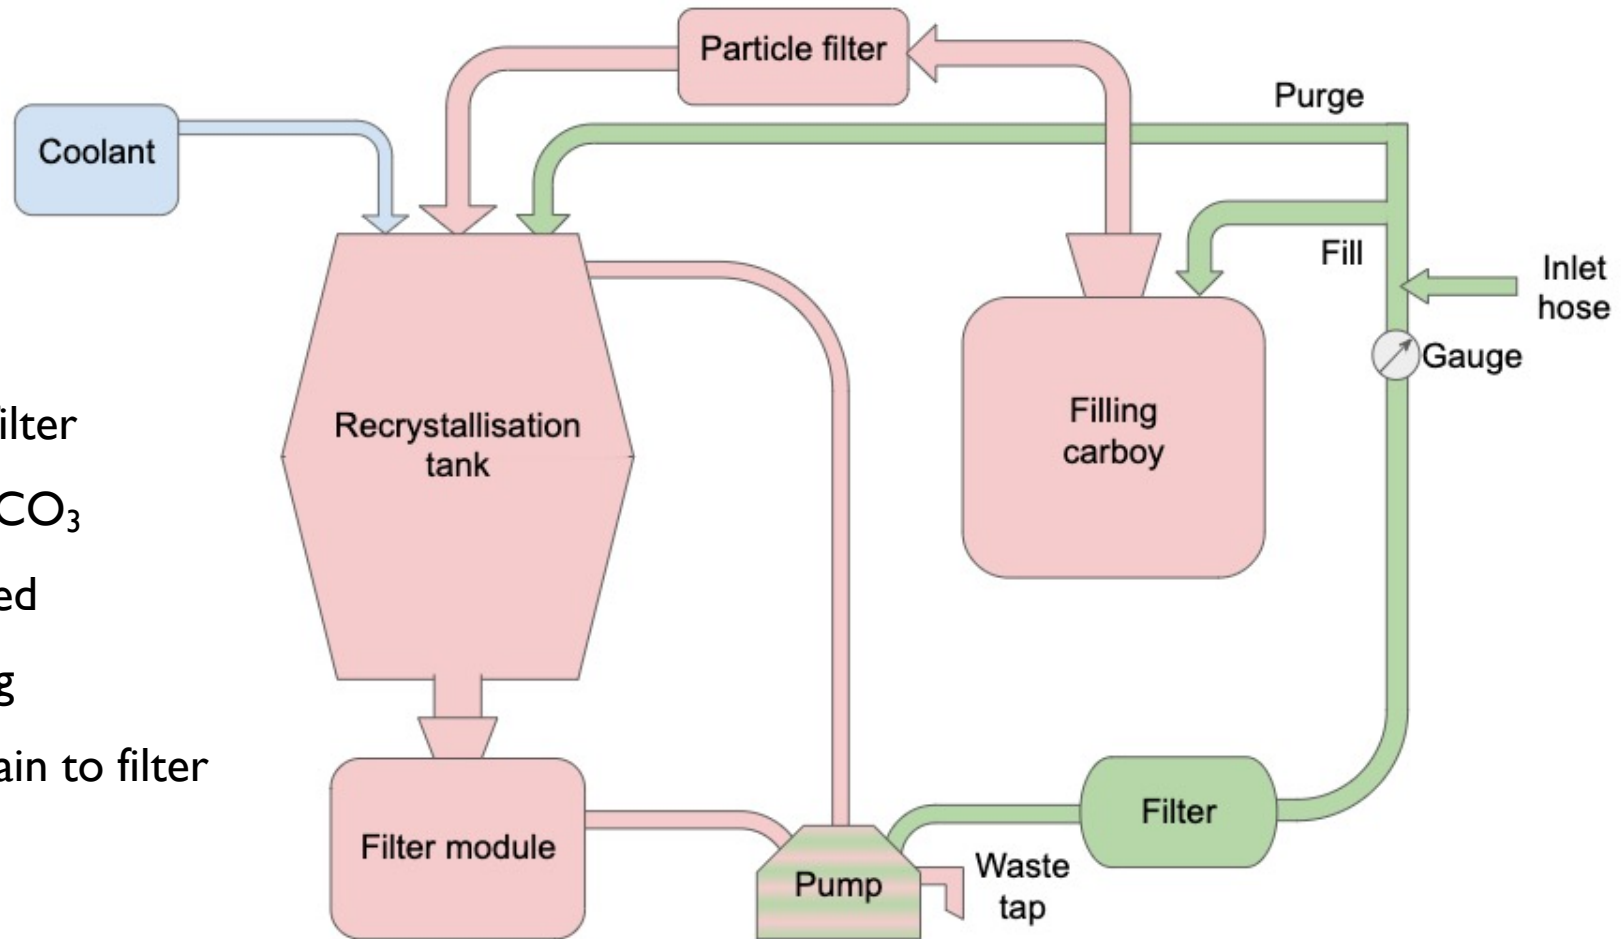 Particle filter
Purge
Coolant
Fill
Inlet
hose
Gauge
Filling
carboy
Recrystallisation
tank
ilter
CO₃
ed
g
ain to filter
Filter module
Pump
Waste
tap
Filter